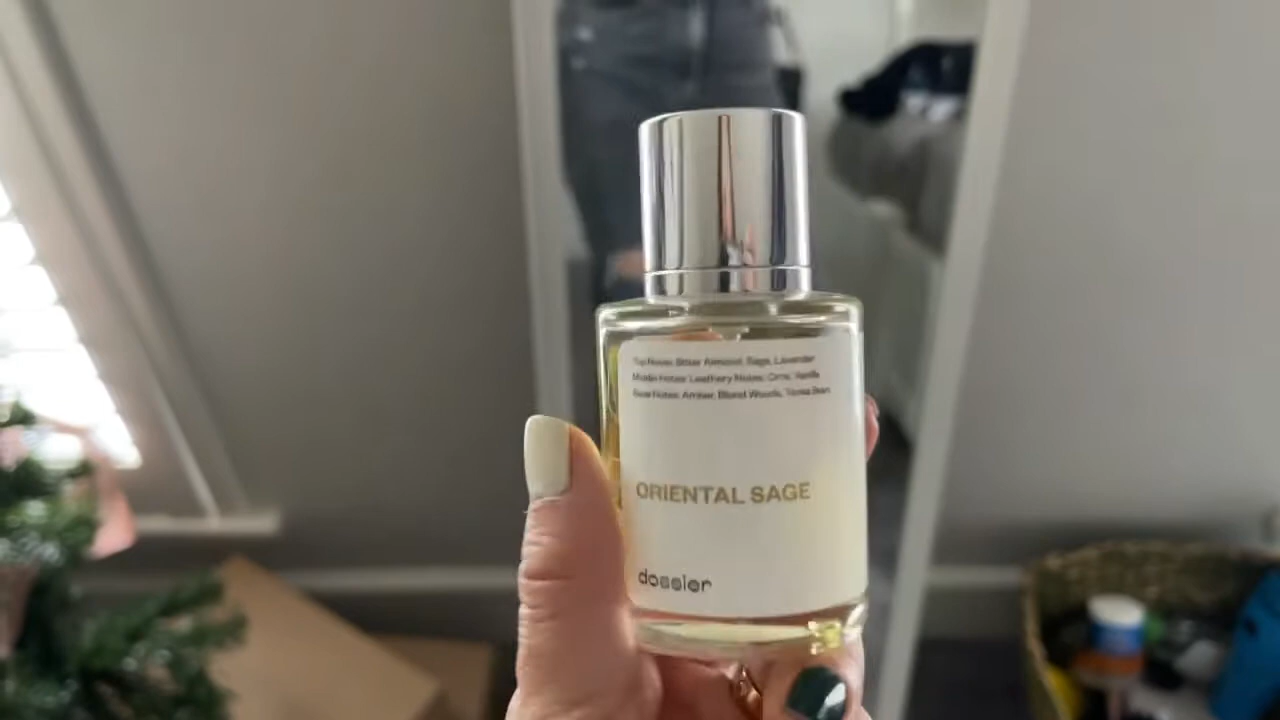 Top Notes: Bitter Almond, Sage, Lavender
Middle Notes: Leathery Notes, Orris, Vanilla
Base Notes: Amber, Blond Woods, Tonka Bean
ORIENTAL SAGE
dossier